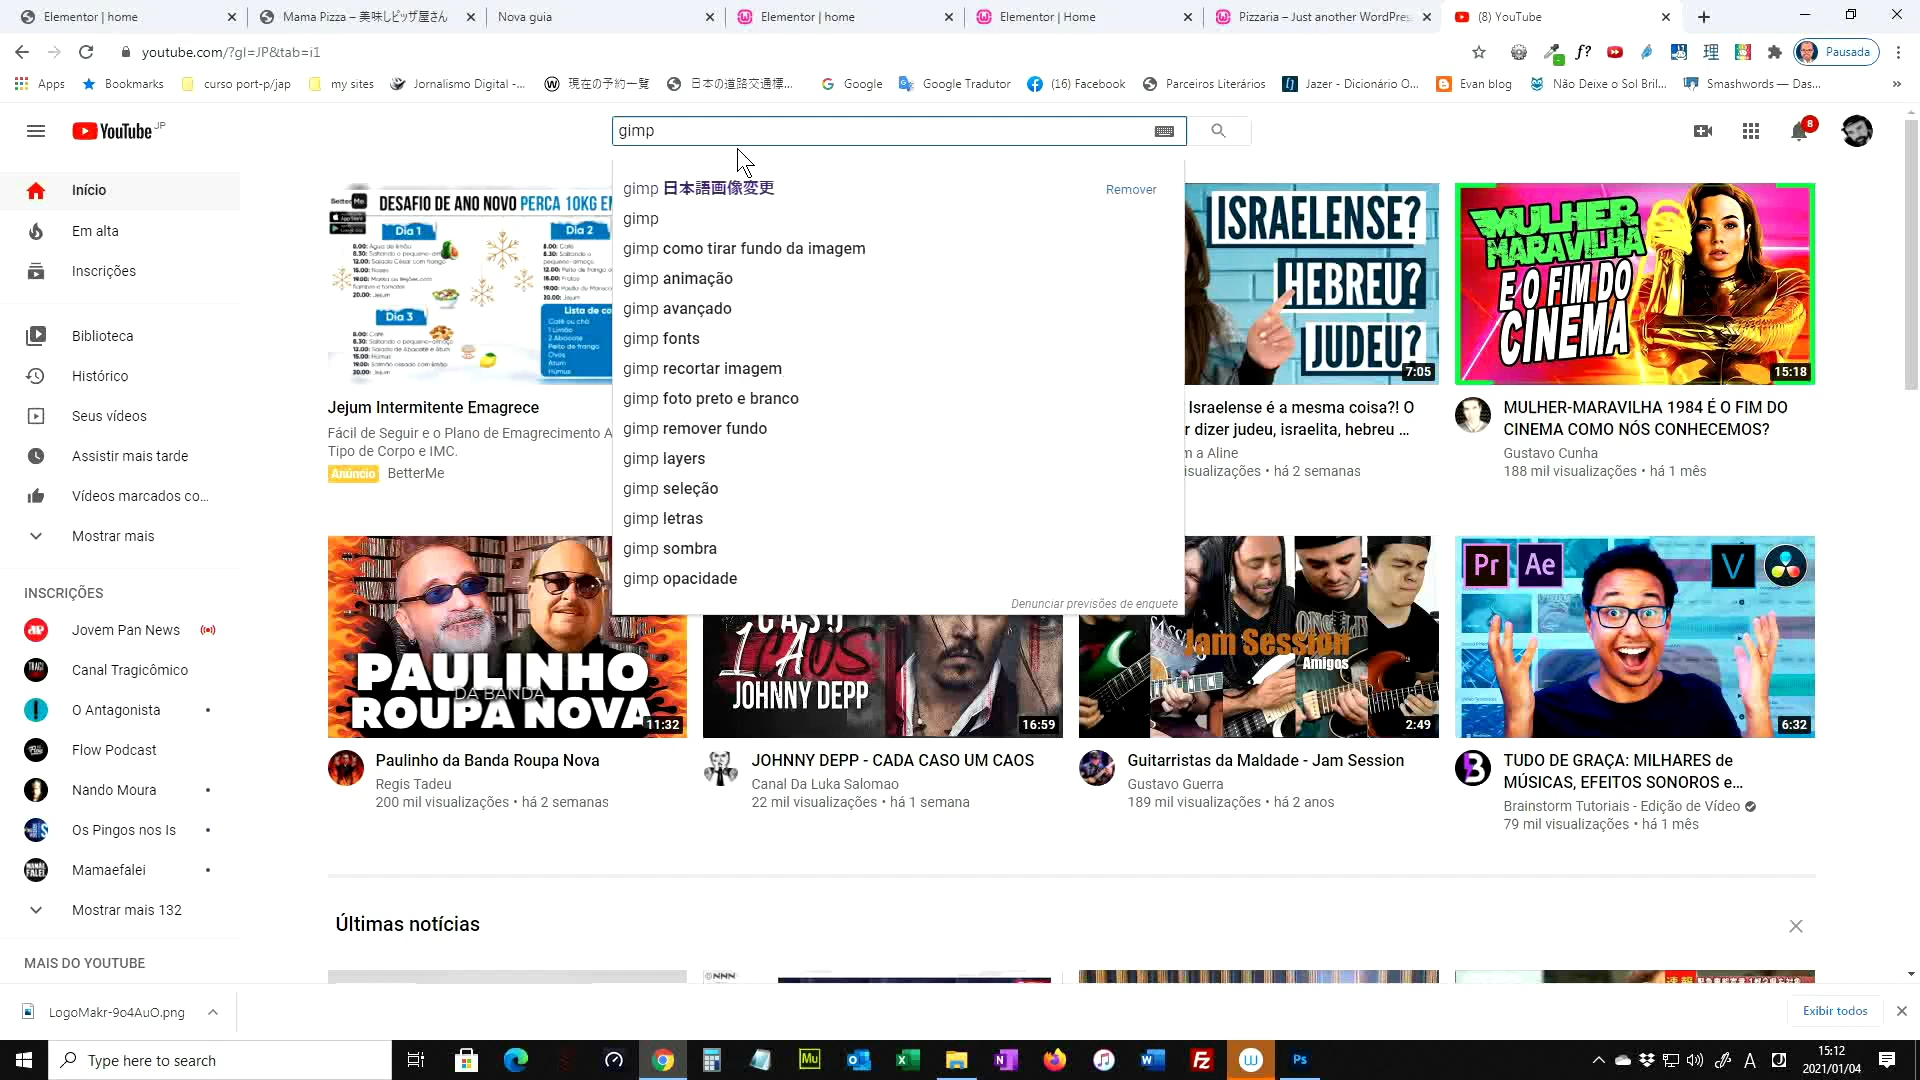 Elementor | home
Mama Pizza – 美味しピッザ屋さん
Nova guia
Elementor | home
Elementor | Home
Pizzaria – Just another WordPres
(8) YouTube
youtube.com/?gl=JP&tab=i1
Pausada
Apps
Bookmarks
curso port-p/jap
my sites
Jornalismo Digital -...
現在の予約一覧
日本の道路交通標...
Google
Google Tradutor
(16) Facebook
Parceiros Literários
Jazer - Dicionário O...
Evan blog
Não Deixe o Sol Bril...
Smashwords — Das...
YouTube JP
gimp
8
gimp 日本語画像変更
Remover
gimp
gimp como tirar fundo da imagem
gimp animação
gimp avançado
gimp fonts
gimp recortar imagem
gimp foto preto e branco
gimp remover fundo
gimp layers
gimp seleção
gimp letras
gimp sombra
gimp opacidade
Denunciar previsões de enquete
Início
Em alta
Inscrições
Biblioteca
Histórico
Seus vídeos
Assistir mais tarde
Vídeos marcados co...
Mostrar mais
INSCRIÇÕES
Jovem Pan News
Canal Tragicômico
O Antagonista
Flow Podcast
Nando Moura
Os Pingos nos Is
Mamaefalei
Mostrar mais 132
MAIS DO YOUTUBE
DESAFIO DE ANO NOVO PERCA 10KG E
Dia 1
Dia 2
Dia 3
Lista de co
Jejum Intermitente Emagrece
Fácil de Seguir e o Plano de Emagrecimento A
Tipo de Corpo e IMC.
Anúncio BetterMe
ISRAELENSE?
HEBREU?
JUDEU?
7:05
Israelense é a mesma coisa?! O
r dizer judeu, israelita, hebreu ...
m a Aline
isualizações • há 2 semanas
MULHER
MARAVILHA
E O FIM DO
CINEMA
15:18
MULHER-MARAVILHA 1984 É O FIM DO
CINEMA COMO NÓS CONHECEMOS?
Gustavo Cunha
188 mil visualizações • há 1 mês
PAULINHO
DA BANDA
ROUPA NOVA
11:32
Paulinho da Banda Roupa Nova
Regis Tadeu
200 mil visualizações • há 2 semanas
JOHNNY DEPP
16:59
JOHNNY DEPP - CADA CASO UM CAOS
Canal Da Luka Salomao
22 mil visualizações • há 1 semana
Jam Session
Amigos
2:49
Guitarristas da Maldade - Jam Session
Gustavo Guerra
189 mil visualizações • há 2 anos
Pr Ae V
6:32
TUDO DE GRAÇA: MILHARES de
MÚSICAS, EFEITOS SONOROS e...
Brainstorm Tutoriais - Edição de Vídeo
79 mil visualizações • há 1 mês
Últimas notícias
NNN
LogoMakr-9o4AuO.png
Exibir todos
Type here to search
Mu
Ps
A
15:12
2021/01/04